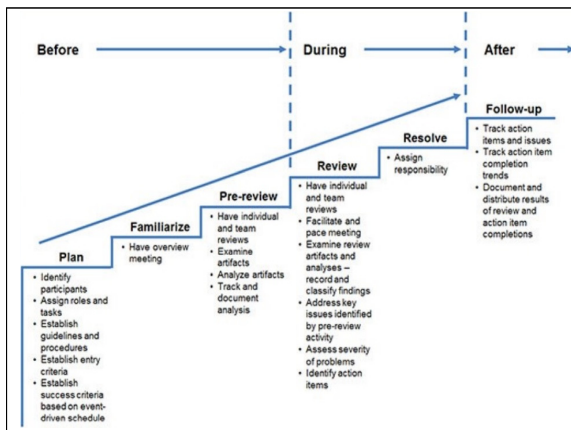 Before
During
After
Follow-up
• Track action
items and issues
• Track action item
completion
trends
• Document and
distribute results
of review and
action item
completions
Resolve
• Assign
responsibility
Review
• Have individual
and team
reviews
• Facilitate and
pace meeting
• Examine review
artifacts and
analyses –
record and
classify findings
• Address key
issues identified
by pre-review
activity
• Assess severity
of problems
• Identify action
items
Pre-review
• Have individual
and team
reviews
• Examine
artifacts
• Analyze artifacts
• Track and
document
analysis
Familiarize
• Have overview
meeting
Plan
• Identify
participants
• Assign roles and
tasks
• Establish
guidelines and
procedures
• Establish entry
criteria
• Establish
success criteria
based on event-
driven schedule